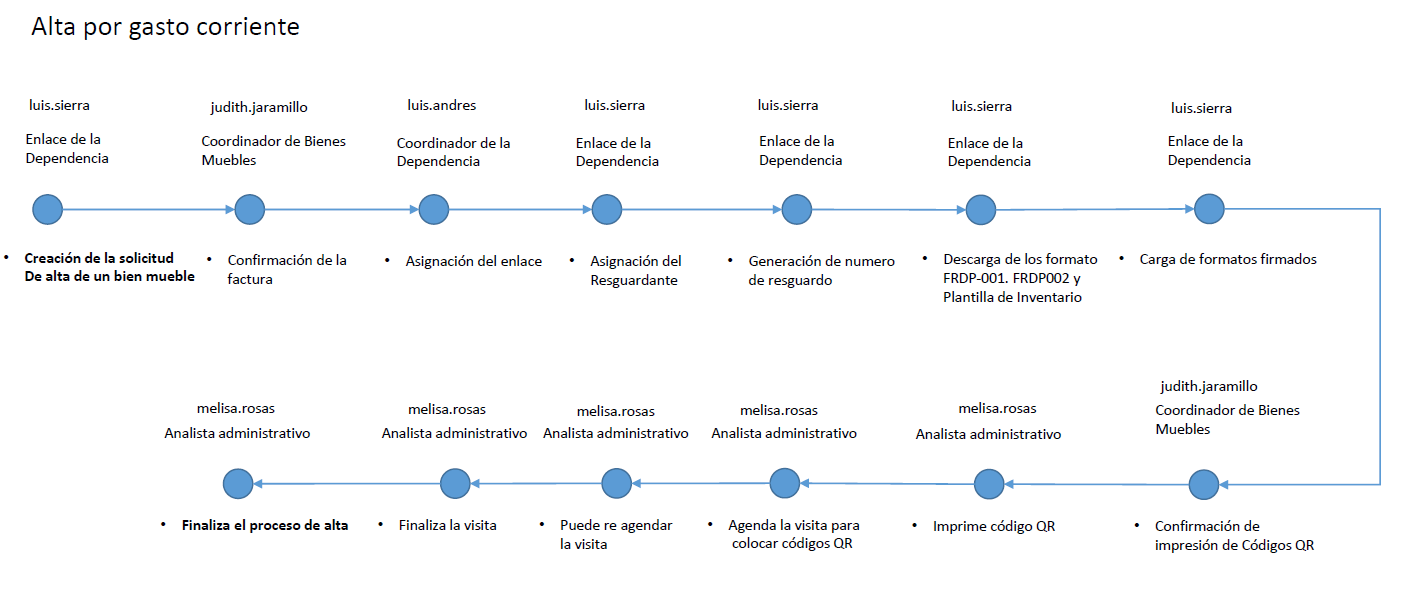 Alta por gasto corriente
luis.sierra
Enlace de la
Dependencia
• Creación de la solicitud
De alta de un bien mueble
judith.jaramillo
Coordinador de Bienes
Muebles
• Confirmación de la
factura
luis.andres
Coordinador de la
Dependencia
• Asignación del enlace
luis.sierra
Enlace de la
Dependencia
• Asignación del
Resguardante
luis.sierra
Enlace de la
Dependencia
• Generación de numero
de resguardo
luis.sierra
Enlace de la
Dependencia
• Descarga de los formato
FRDP-001. FRDP002 y
Plantilla de Inventario
luis.sierra
Enlace de la
Dependencia
• Carga de formatos firmados
judith.jaramillo
Coordinador de Bienes
Muebles
• Confirmación de
impresión de Códigos QR
melisa.rosas
Analista administrativo
• Imprime código QR
melisa.rosas
Analista administrativo
• Agenda la visita para
colocar códigos QR
melisa.rosas
Analista administrativo
• Puede re agendar
la visita
melisa.rosas
Analista administrativo
• Finaliza la visita
melisa.rosas
Analista administrativo
• Finaliza el proceso de alta